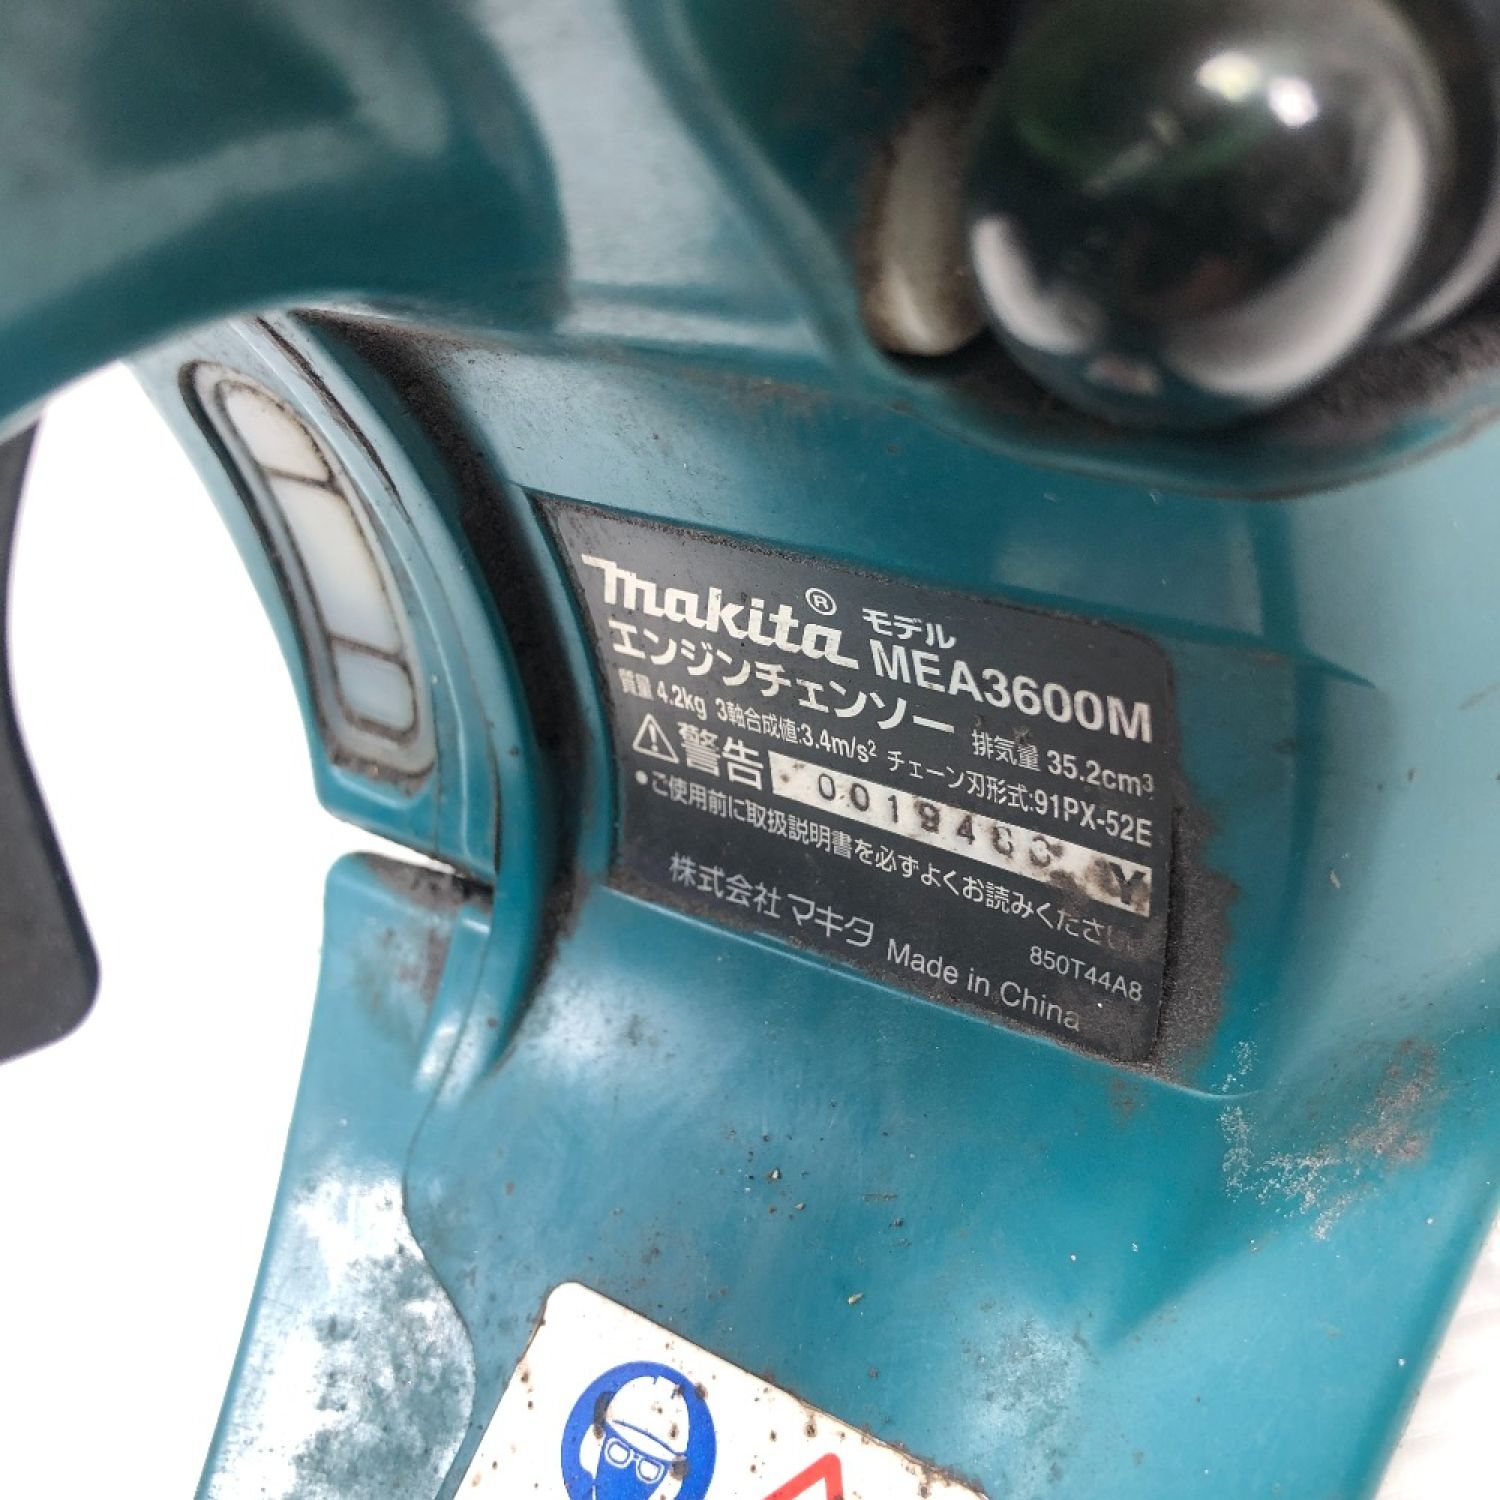 makita® モデル MEA3600M
エンジンチェンソー 排気量 35.2cm³
質量 4.2kg 3軸合成値:3.4m/s² チェーン刃形式:91PX-52E
⚠警告 Y
•ご使用前に取扱説明書を必ずよくお読みください
株式会社 マキタ 850T44A8
Made in China